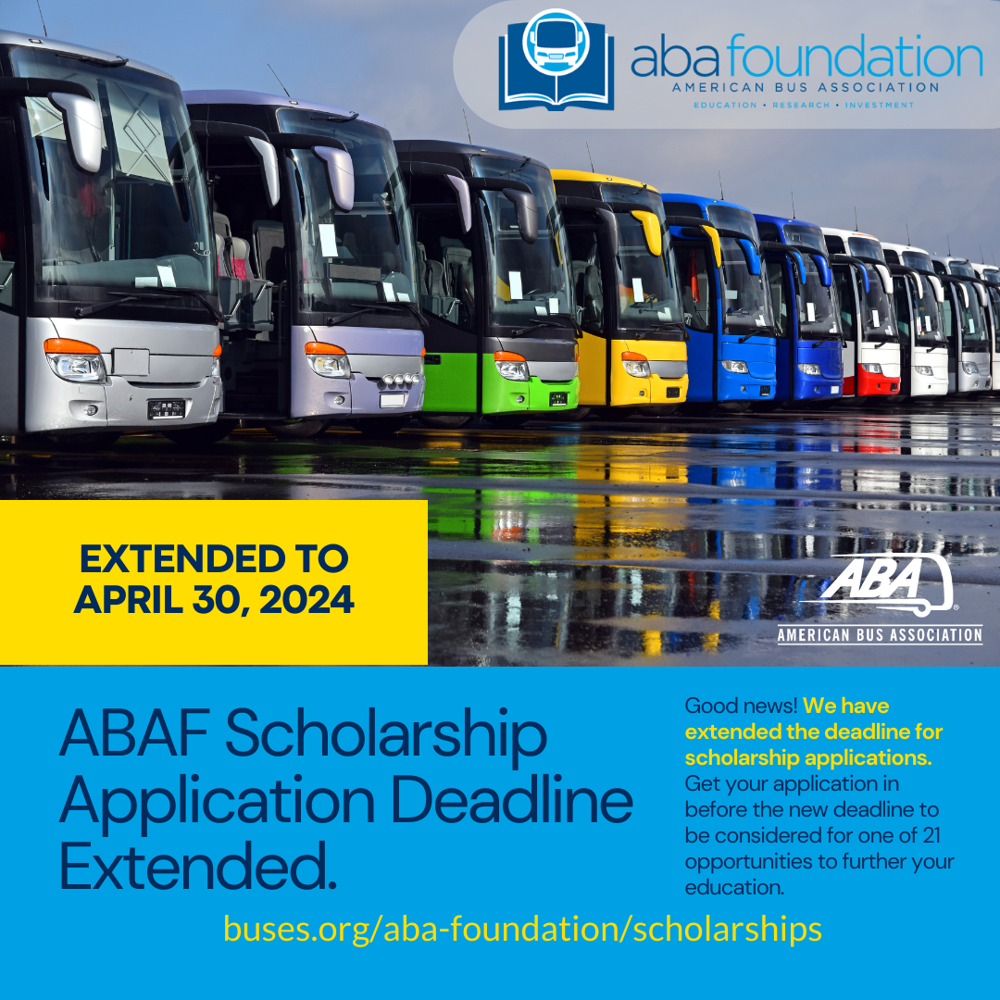 aba foundation
AMERICAN BUS ASSOCIATION
EDUCATION • RESEARCH • INVESTMENT
EXTENDED TO
APRIL 30, 2024
ABA®
AMERICAN BUS ASSOCIATION
ABAF Scholarship
Application Deadline
Extended.
Good news! We have
extended the deadline for
scholarship applications.
Get your application in
before the new deadline to
be considered for one of 21
opportunities to further your
education.
buses.org/aba-foundation/scholarships